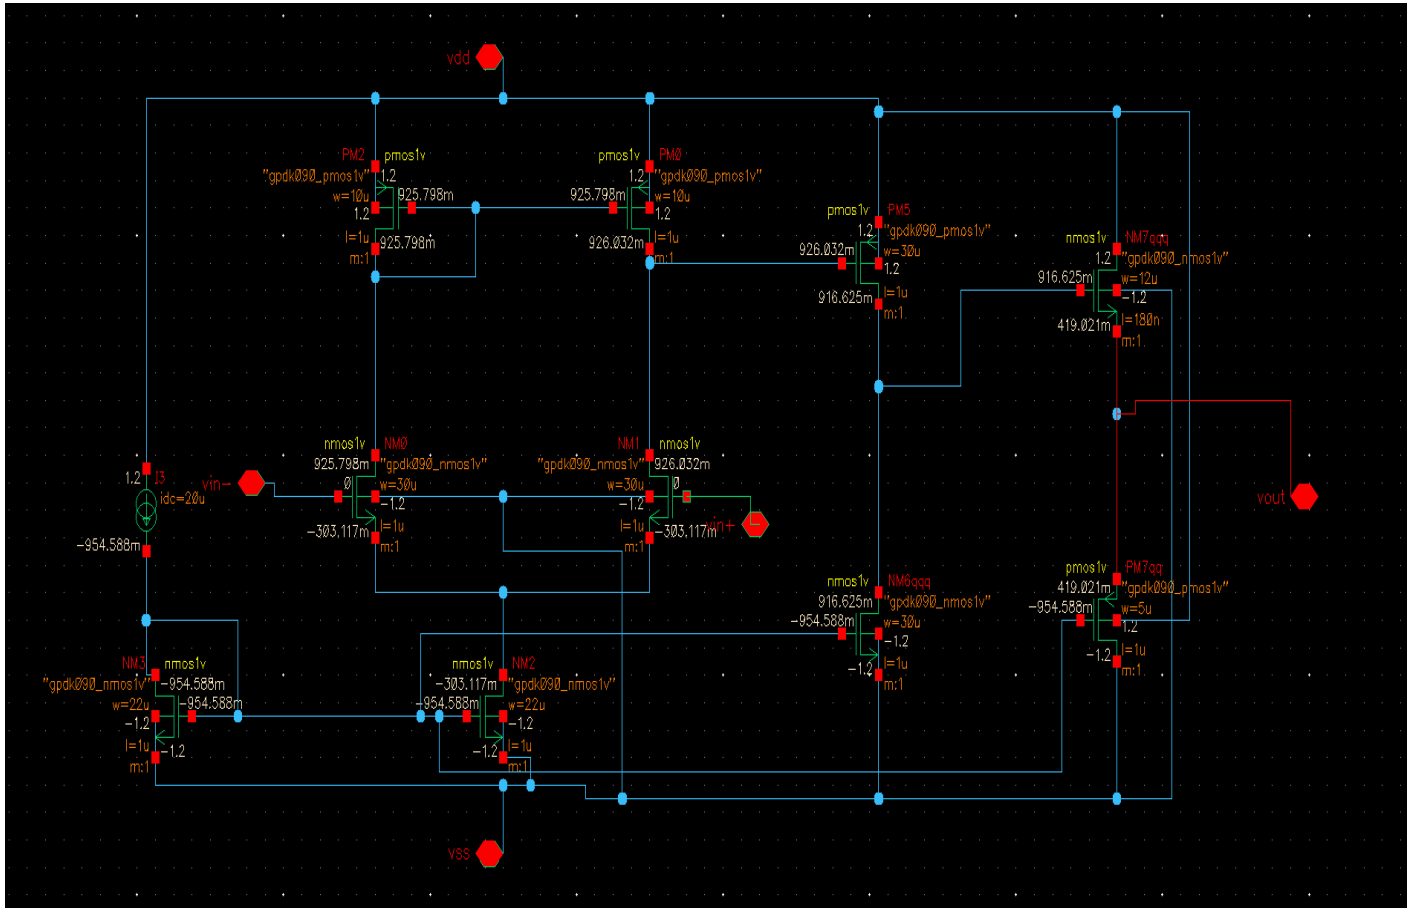 vdd
PM2 pmos1v
"gpdk090_pmos1v"
1.2
w=10u
925.798m
1.2
l=1u
925.798m
m:1
pmos1v PM0
1.2
"gpdk090_pmos1v"
925.798m
w=10u
1.2
926.032m
l=1u
m:1
pmos1v PM5
1.2
"gpdk090_pmos1v"
926.032m
w=30u
1.2
916.625m
l=1u
m:1
nmos1v NM7qqq
1.2
"gpdk090_nmos1v"
916.625m
w=12u
-1.2
419.021m
l=180n
m:1
1.2
I3
idc=20u
-954.588m
vin-
nmos1v NM0
925.798m
"gpdk090_nmos1v"
0
w=30u
-1.2
-303.117m
l=1u
m:1
NM1 nmos1v
926.032m
"gpdk090_nmos1v"
w=30u
0
-1.2
l=1u
-303.117m
m:1
vin+
vout
nmos1v NM6qqq
916.625m
"gpdk090_nmos1v"
-954.588m
w=30u
-1.2
-1.2
l=1u
m:1
pmos1v PM7qq
419.021m
"gpdk090_pmos1v"
-954.588m
w=5u
1.2
-1.2
l=1u
m:1
NM3 nmos1v
-954.588m
"gpdk090_nmos1v"
-954.588m
w=22u
-1.2
l=1u
-1.2
m:1
nmos1v NM2
-303.117m
"gpdk090_nmos1v"
-954.588m
w=22u
-1.2
-1.2
l=1u
m:1
vss